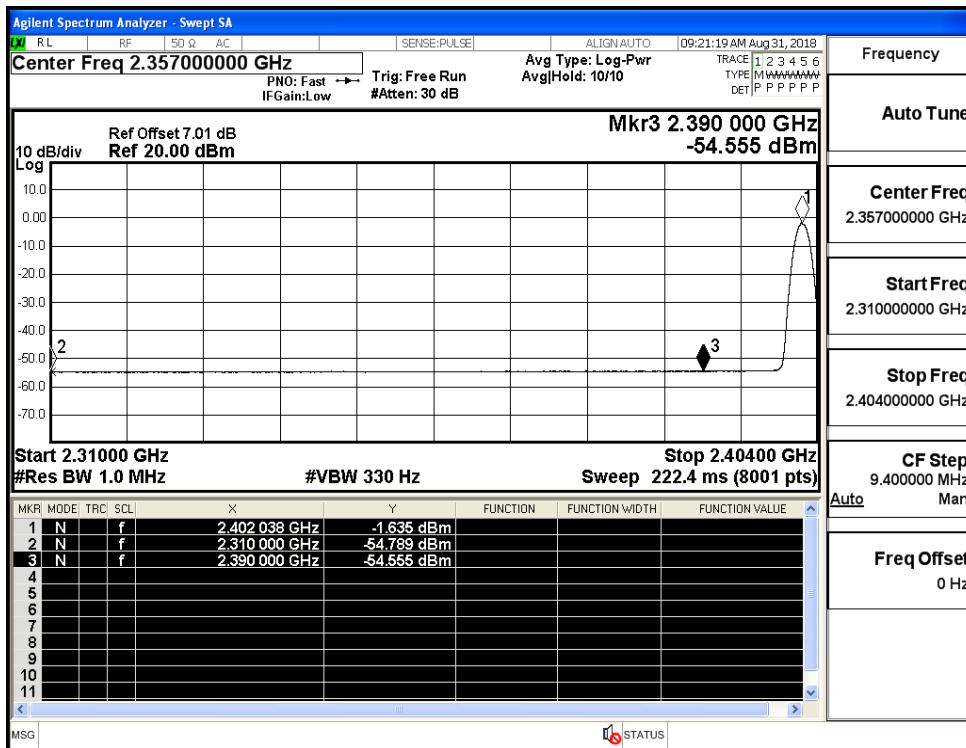 Agilent Spectrum Analyzer - Swept SA
LXI RL RF 50 Ω AC SENSE:PULSE ALIGN AUTO 09:21:19 AM Aug 31, 2018
Center Freq 2.357000000 GHz
PNO: Fast
IFGain:Low
Trig: Free Run
#Atten: 30 dB
Avg Type: Log-Pwr
Avg|Hold: 10/10
TRACE 1 2 3 4 5 6
TYPE M WWWWW
DET P P P P P P
Ref Offset 7.01 dB
Mkr3 2.390 000 GHz
10 dB/div Ref 20.00 dBm -54.555 dBm
Log
10.0
0.00
-10.0
-20.0
-30.0
-40.0
-50.0
-60.0
-70.0
1
2
3
Start 2.31000 GHz Stop 2.40400 GHz
#Res BW 1.0 MHz #VBW 330 Hz Sweep 222.4 ms (8001 pts)
MKR MODE TRC SCL X Y FUNCTION FUNCTION WIDTH FUNCTION VALUE
1 N f 2.402 038 GHz -1.635 dBm
2 N f 2.310 000 GHz -54.789 dBm
3 N f 2.390 000 GHz -54.555 dBm
4
5
6
7
8
9
10
11
MSG STATUS
Frequency
Auto Tune
Center Freq
2.357000000 GHz
Start Freq
2.310000000 GHz
Stop Freq
2.404000000 GHz
CF Step
9.400000 MHz
Auto Man
Freq Offset
0 Hz